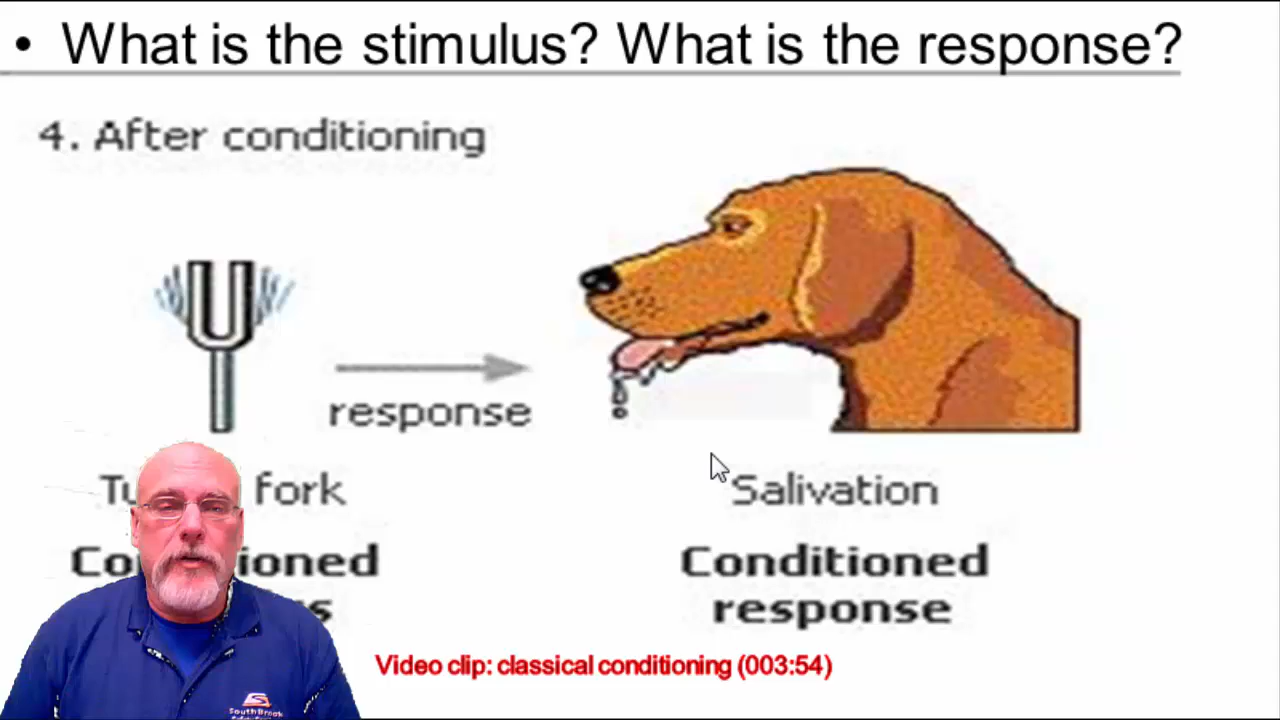 • What is the stimulus? What is the response?
4. After conditioning
response
fork
Salivation
Conditioned
response
Video clip: classical conditioning (003:54)
SouthBrook